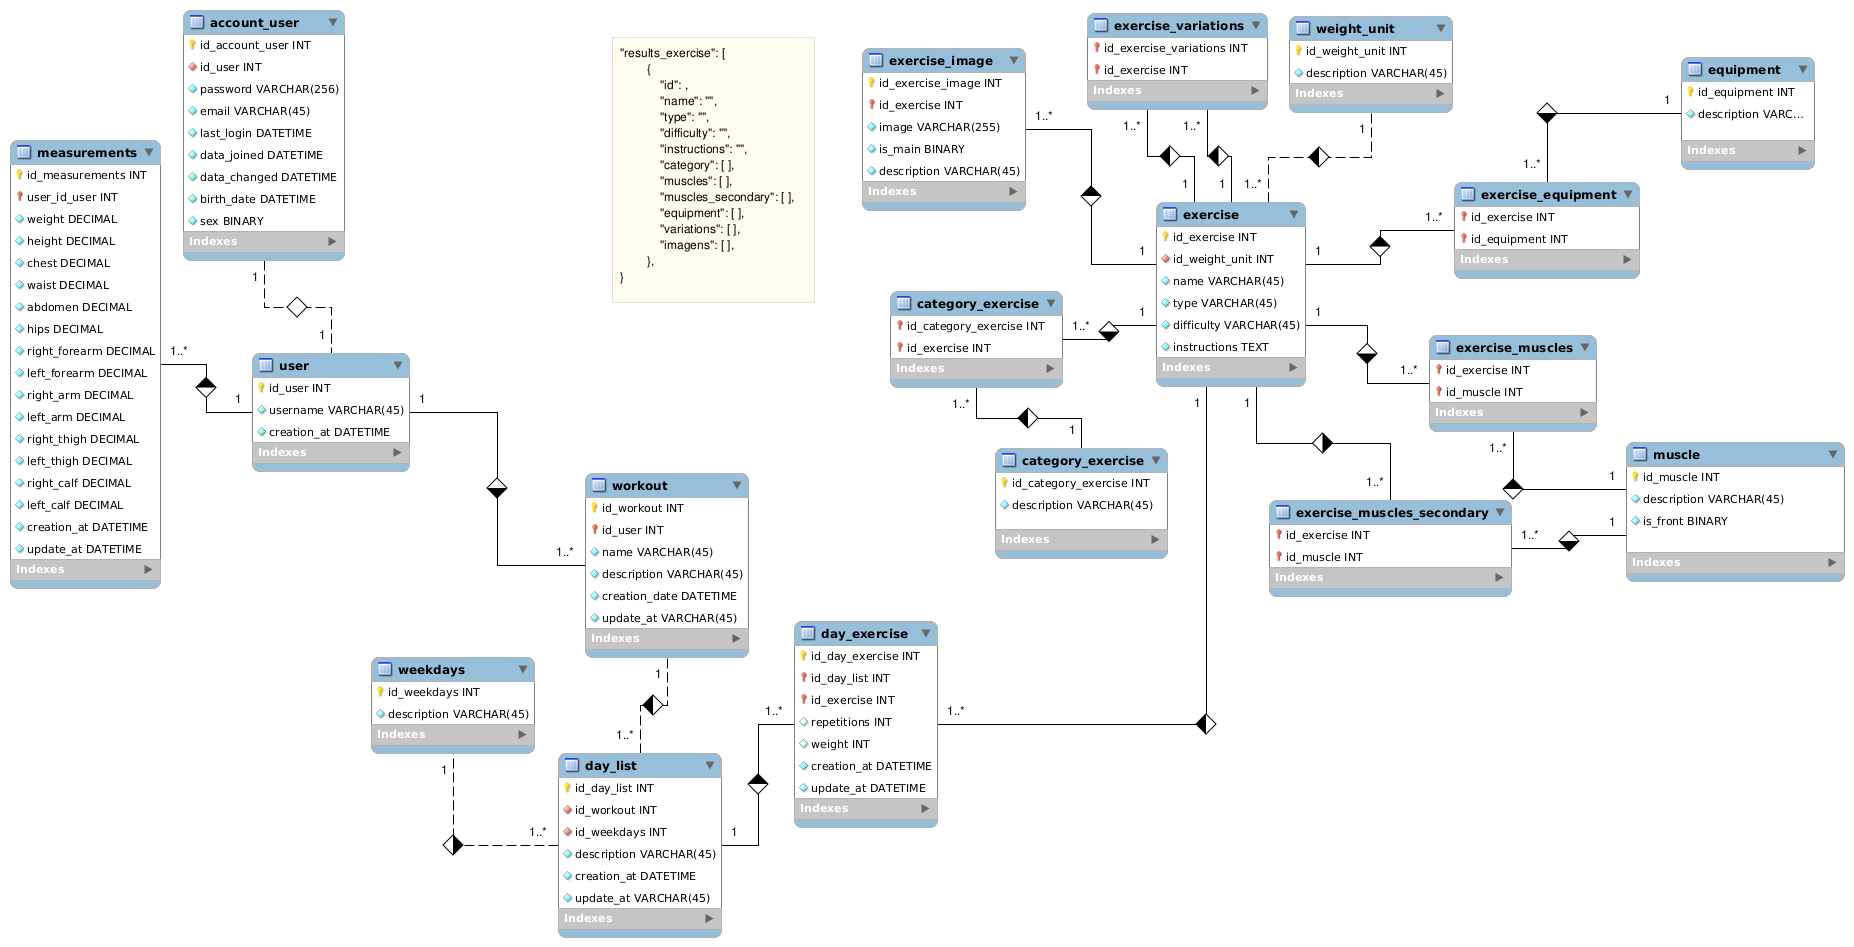 account_user
id_account_user INT
id_user INT
password VARCHAR(256)
email VARCHAR(45)
last_login DATETIME
data_joined DATETIME
data_changed DATETIME
birth_date DATETIME
sex BINARY
Indexes
measurements
id_measurements INT
user_id_user INT
weight DECIMAL
height DECIMAL
chest DECIMAL
waist DECIMAL
abdomen DECIMAL
hips DECIMAL
right_forearm DECIMAL
left_forearm DECIMAL
right_arm DECIMAL
left_arm DECIMAL
right_thigh DECIMAL
left_thigh DECIMAL
right_calf DECIMAL
left_calf DECIMAL
creation_at DATETIME
update_at DATETIME
Indexes
1
1
1..*
1
user
id_user INT
username VARCHAR(45)
creation_at DATETIME
Indexes
1
1..*
"results_exercise": [
{
"id": ,
"name": "",
"type": "",
"difficulty": "",
"instructions": "",
"category": [ ],
"muscles": [ ],
"muscles_secondary": [ ],
"equipment": [ ],
"variations": [ ],
"imagens": [ ],
},
}
workout
id_workout INT
id_user INT
name VARCHAR(45)
description VARCHAR(45)
creation_date DATETIME
update_at VARCHAR(45)
Indexes
1
1..*
weekdays
id_weekdays INT
description VARCHAR(45)
Indexes
1
1..*
day_list
id_day_list INT
id_workout INT
id_weekdays INT
description VARCHAR(45)
creation_at DATETIME
update_at VARCHAR(45)
Indexes
1
1..*
day_exercise
id_day_exercise INT
id_day_list INT
id_exercise INT
repetitions INT
weight INT
creation_at DATETIME
update_at DATETIME
Indexes
1..*
1
exercise_image
id_exercise_image INT
id_exercise INT
image VARCHAR(255)
is_main BINARY
description VARCHAR(45)
Indexes
1..*
1
exercise_variations
id_exercise_variations INT
id_exercise INT
Indexes
1..*
1..*
1
1
weight_unit
id_weight_unit INT
description VARCHAR(45)
Indexes
1
1..*
equipment
id_equipment INT
description VARC...
Indexes
1
1..*
exercise_equipment
id_exercise INT
id_equipment INT
Indexes
1..*
1
exercise
id_exercise INT
id_weight_unit INT
name VARCHAR(45)
type VARCHAR(45)
difficulty VARCHAR(45)
instructions TEXT
Indexes
category_exercise
id_category_exercise INT
id_exercise INT
Indexes
1..*
1
1..*
1
category_exercise
id_category_exercise INT
description VARCHAR(45)
Indexes
1
1..*
exercise_muscles
id_exercise INT
id_muscle INT
Indexes
1..*
1
muscle
id_muscle INT
description VARCHAR(45)
is_front BINARY
Indexes
1
1..*
exercise_muscles_secondary
id_exercise INT
id_muscle INT
Indexes
1..*
1